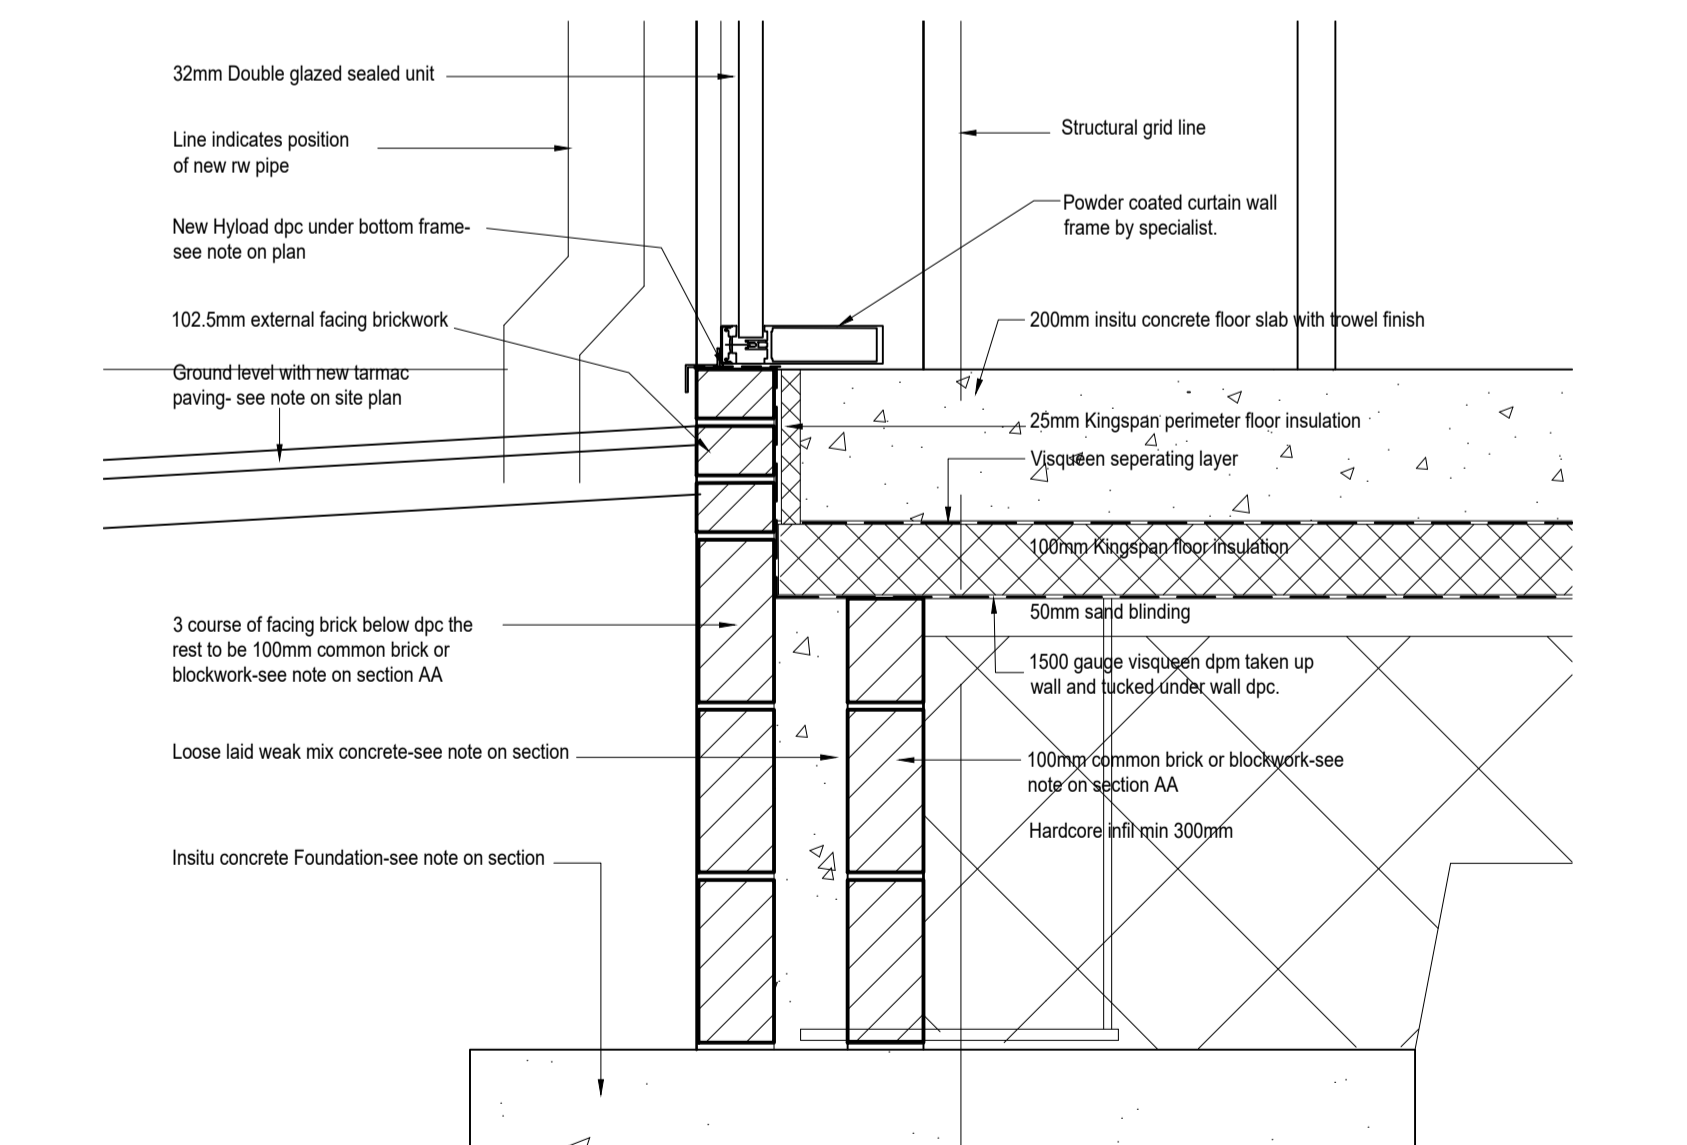 32mm Double glazed sealed unit
Line indicates position
of new rw pipe
New Hyload dpc under bottom frame-
see note on plan
102.5mm external facing brickwork
Ground level with new tarmac
paving- see note on site plan
3 course of facing brick below dpc the
rest to be 100mm common brick or
blockwork-see note on section AA
Loose laid weak mix concrete-see note on section
Insitu concrete Foundation-see note on section
Structural grid line
Powder coated curtain wall
frame by specialist.
200mm insitu concrete floor slab with trowel finish
25mm Kingspan perimeter floor insulation
Visqueen seperating layer
100mm Kingspan floor insulation
50mm sand blinding
1500 gauge visqueen dpm taken up
wall and tucked under wall dpc.
100mm common brick or blockwork-see
note on section AA
Hardcore infil min 300mm